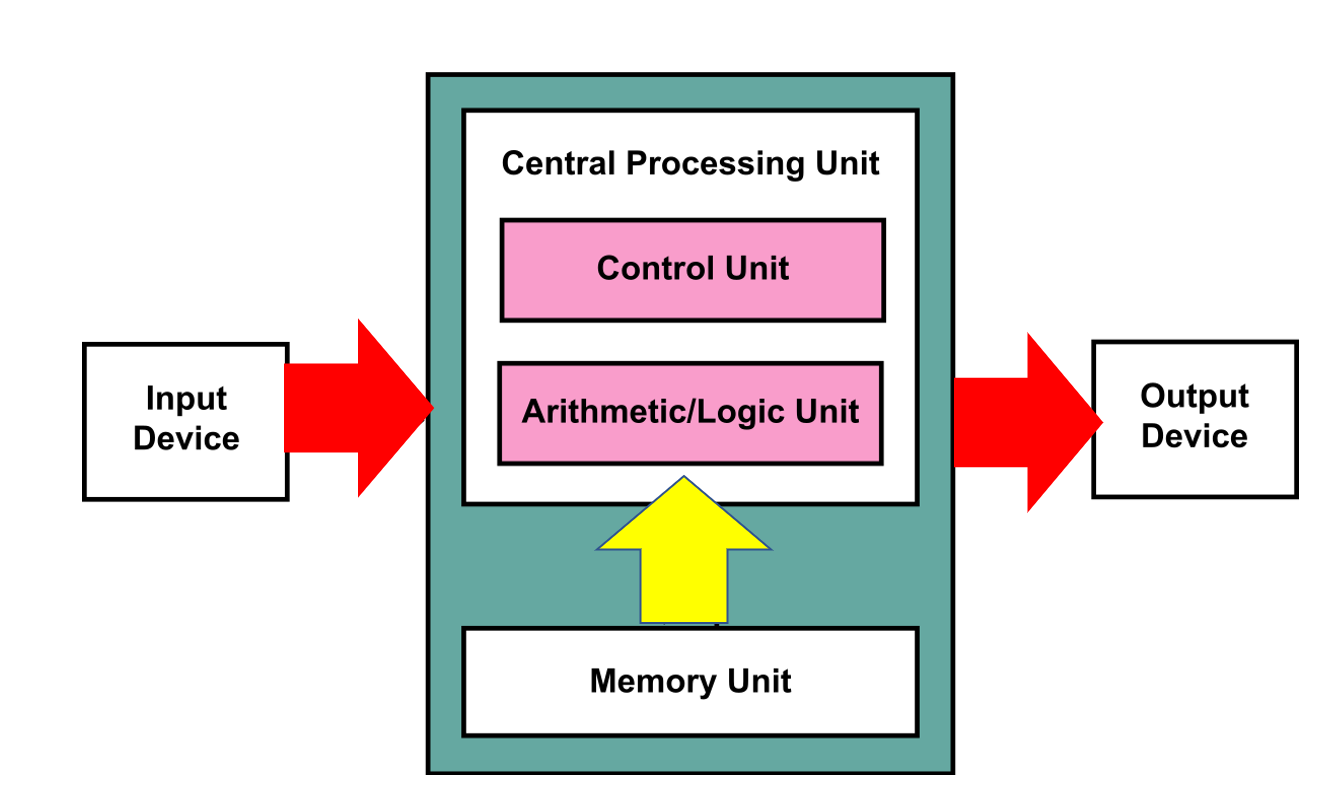 Central Processing Unit
Control Unit
Input
Device
Arithmetic/Logic Unit
Output
Device
Memory Unit